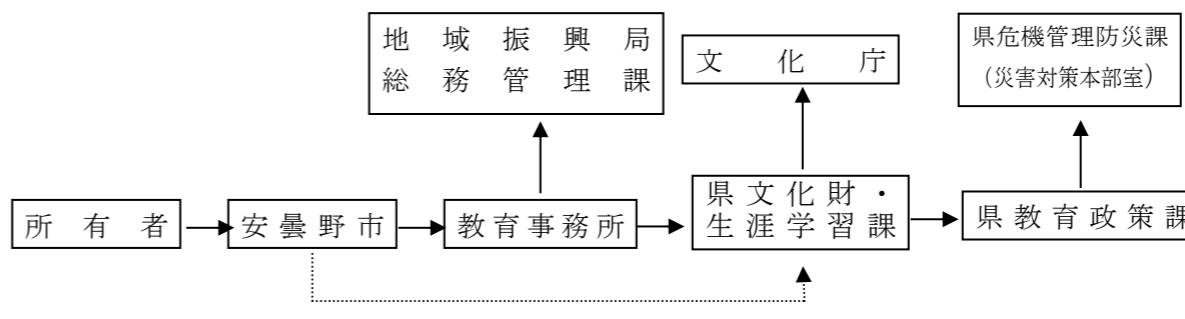 地域振興局
総務管理課
文化庁
県危機管理防災課
（災害対策本部室）
所有者
安曇野市
教育事務所
県文化財・
生涯学習課
県教育政策課